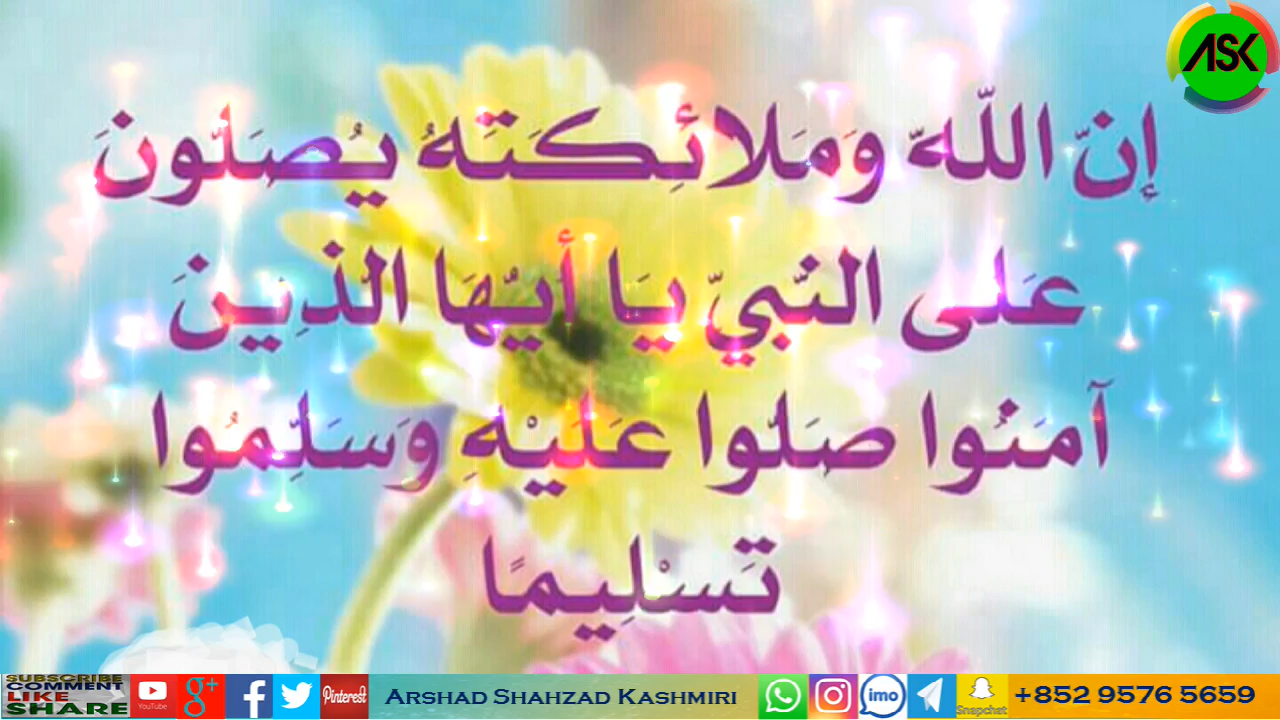 ASK
إنّ اللّهَ وَمَلائِكَتَهُ يُصَلّونَ
عَلى النّبيّ يَا أيّهَا الّذِينَ
آمَنُوا صَلّوا عَلَيْهِ وَسَلِّمُوا
تَسْلِيمًا
SUBSCRIBE
COMMENT
LIKE
SHARE
YouTube
g+
Pinterest
ARSHAD SHAHZAD KASHMIRI
imo
Snapchat
+852 9576 5659